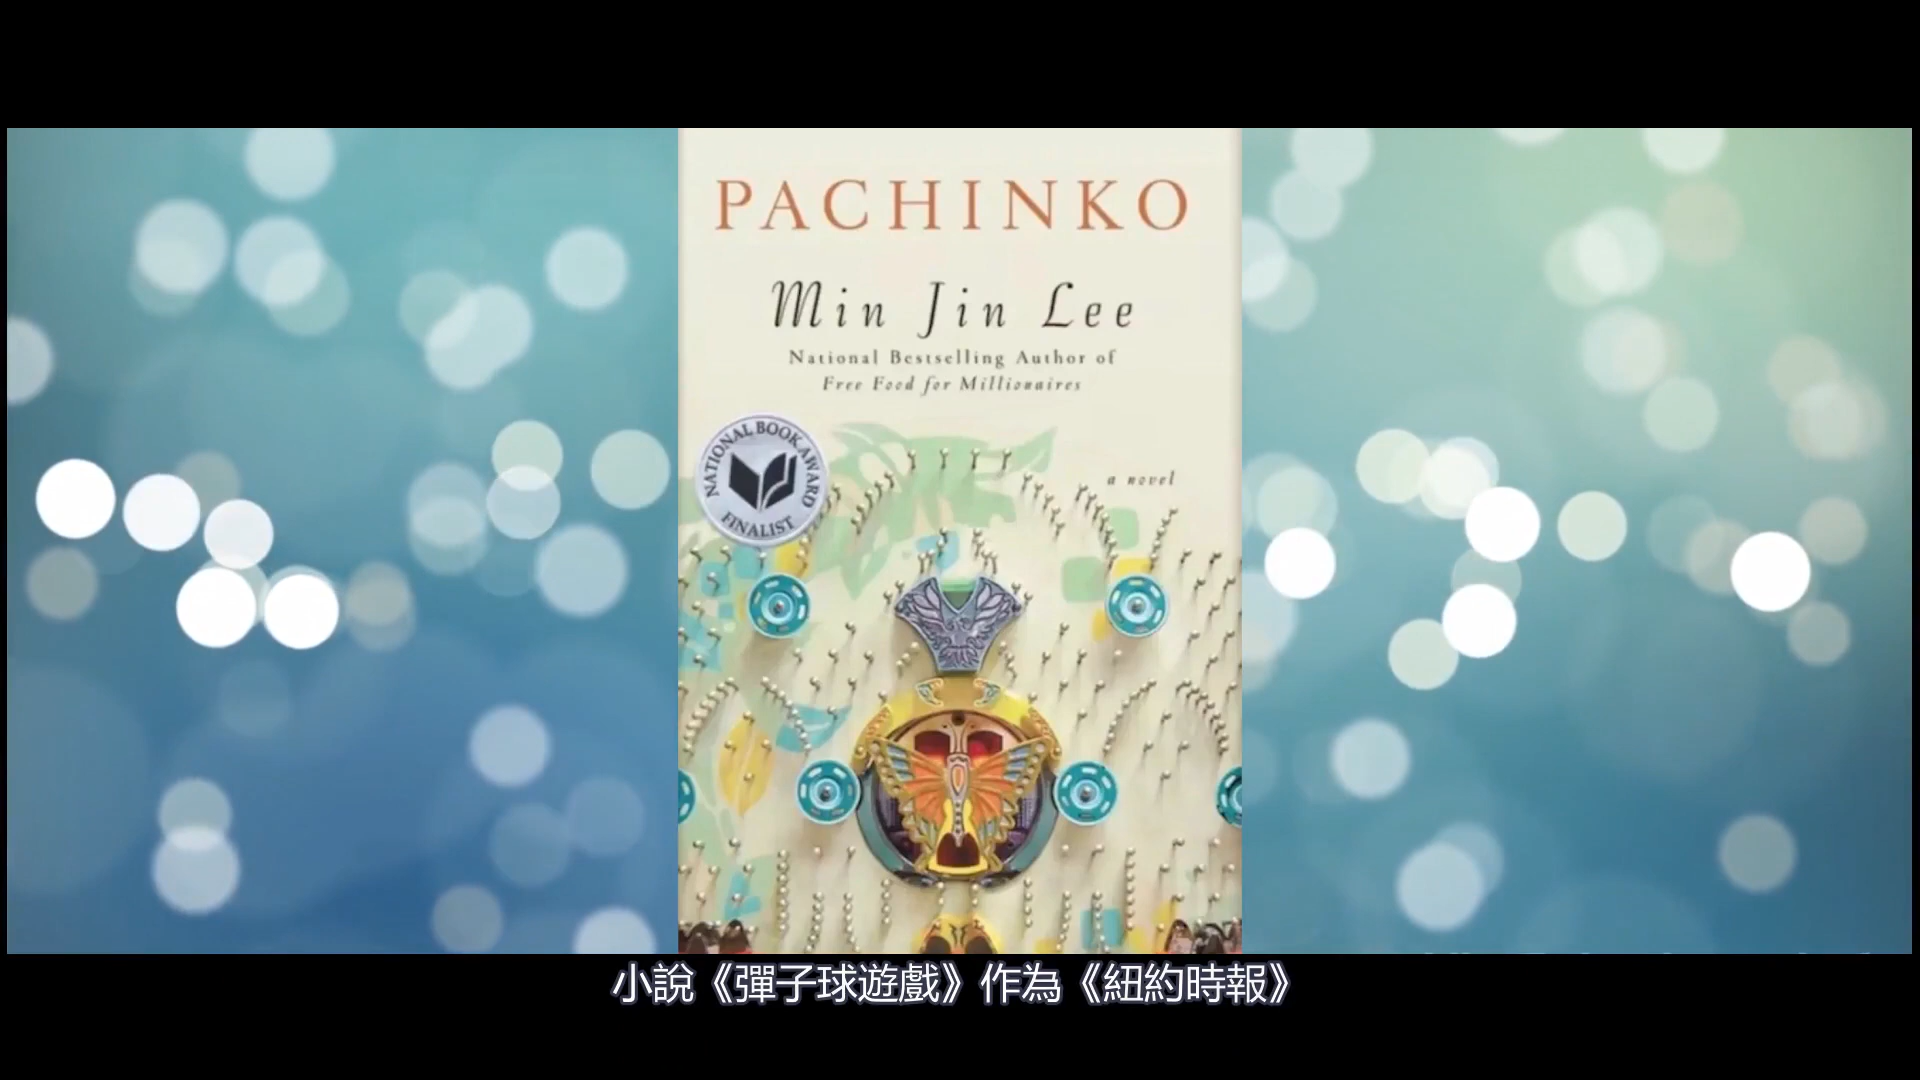 PACHINKO
Min Jin Lee
National Bestselling Author of
Free Food for Millionaires
NATIONAL BOOK AWARD
FINALIST
a novel
小說《彈子球遊戲》作為《紐約時報》